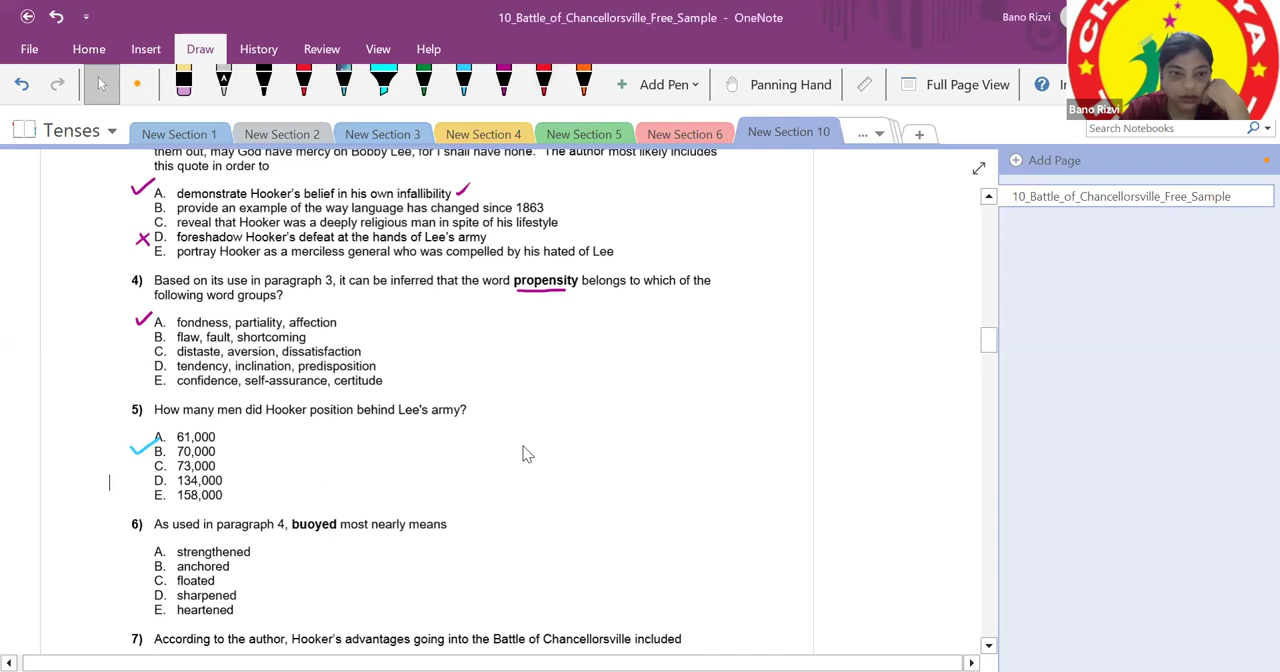 10_Battle_of_Chancellorsville_Free_Sample - OneNote
Bano Rizvi
File Home Insert Draw History Review View Help
Add Pen
Panning Hand
Full Page View
Bano Rizvi
Tenses
New Section 1
New Section 2
New Section 3
New Section 4
New Section 5
New Section 6
New Section 10
...
Search Notebooks
Add Page
10_Battle_of_Chancellorsville_Free_Sample
them out, may God have mercy on Bobby Lee, for I shall have none." The author most likely includes
this quote in order to
A. demonstrate Hooker's belief in his own infallibility
B. provide an example of the way language has changed since 1863
C. reveal that Hooker was a deeply religious man in spite of his lifestyle
D. foreshadow Hooker's defeat at the hands of Lee's army
E. portray Hooker as a merciless general who was compelled by his hated of Lee
4) Based on its use in paragraph 3, it can be inferred that the word propensity belongs to which of the
following word groups?
A. fondness, partiality, affection
B. flaw, fault, shortcoming
C. distaste, aversion, dissatisfaction
D. tendency, inclination, predisposition
E. confidence, self-assurance, certitude
5) How many men did Hooker position behind Lee's army?
A. 61,000
B. 70,000
C. 73,000
D. 134,000
E. 158,000
6) As used in paragraph 4, buoyed most nearly means
A. strengthened
B. anchored
C. floated
D. sharpened
E. heartened
7) According to the author, Hooker's advantages going into the Battle of Chancellorsville included